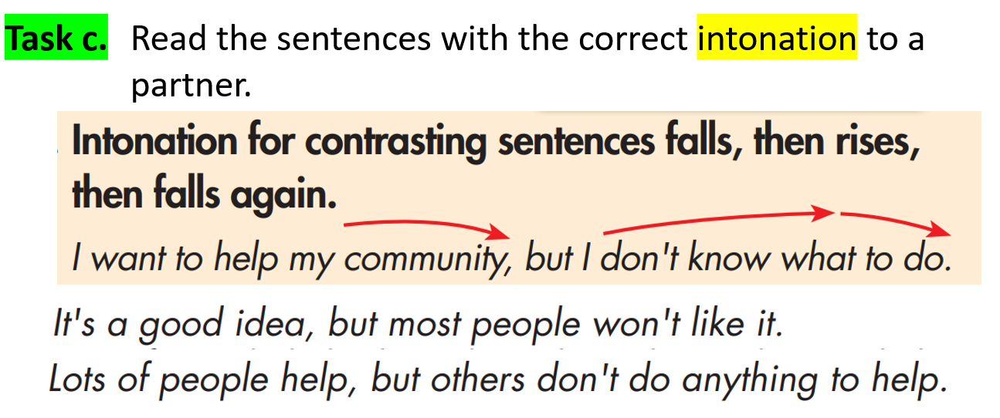 Task c. Read the sentences with the correct intonation to a
partner.
Intonation for contrasting sentences falls, then rises,
then falls again.
I want to help my community, but I don't know what to do.
It's a good idea, but most people won't like it.
Lots of people help, but others don't do anything to help.